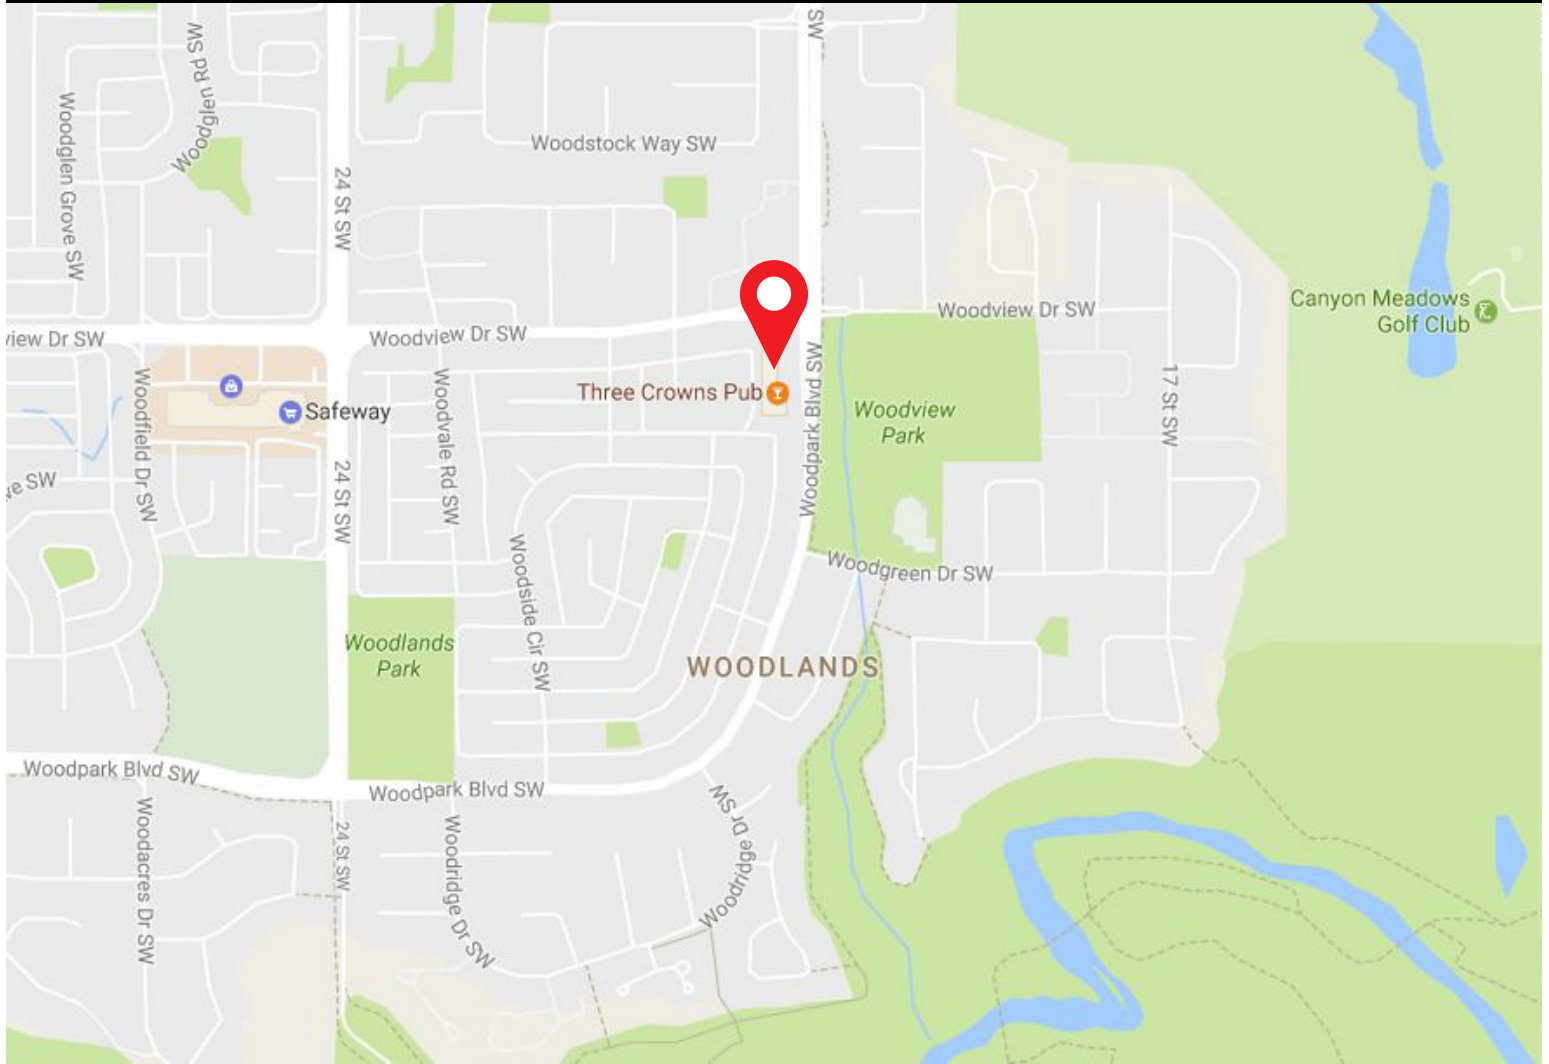 SW
Woodglen Rd SW
Woodglen Grove SW
Woodstock Way SW
24 St SW
Canyon Meadows
Golf Club
Woodview Dr SW
view Dr SW
Woodview Dr SW
Three Crowns Pub
Safeway
Woodview
Park
Woodpark Blvd SW
17 St SW
Woodfield Dr SW
Woodvale Rd SW
24 St SW
ve SW
Woodgreen Dr SW
Woodside Cir SW
Woodlands
Park
WOODLANDS
Woodpark Blvd SW
Woodpark Blvd SW
Woodacres Dr SW
24 St SW
Woodridge Dr SW
Woodridge Dr SW